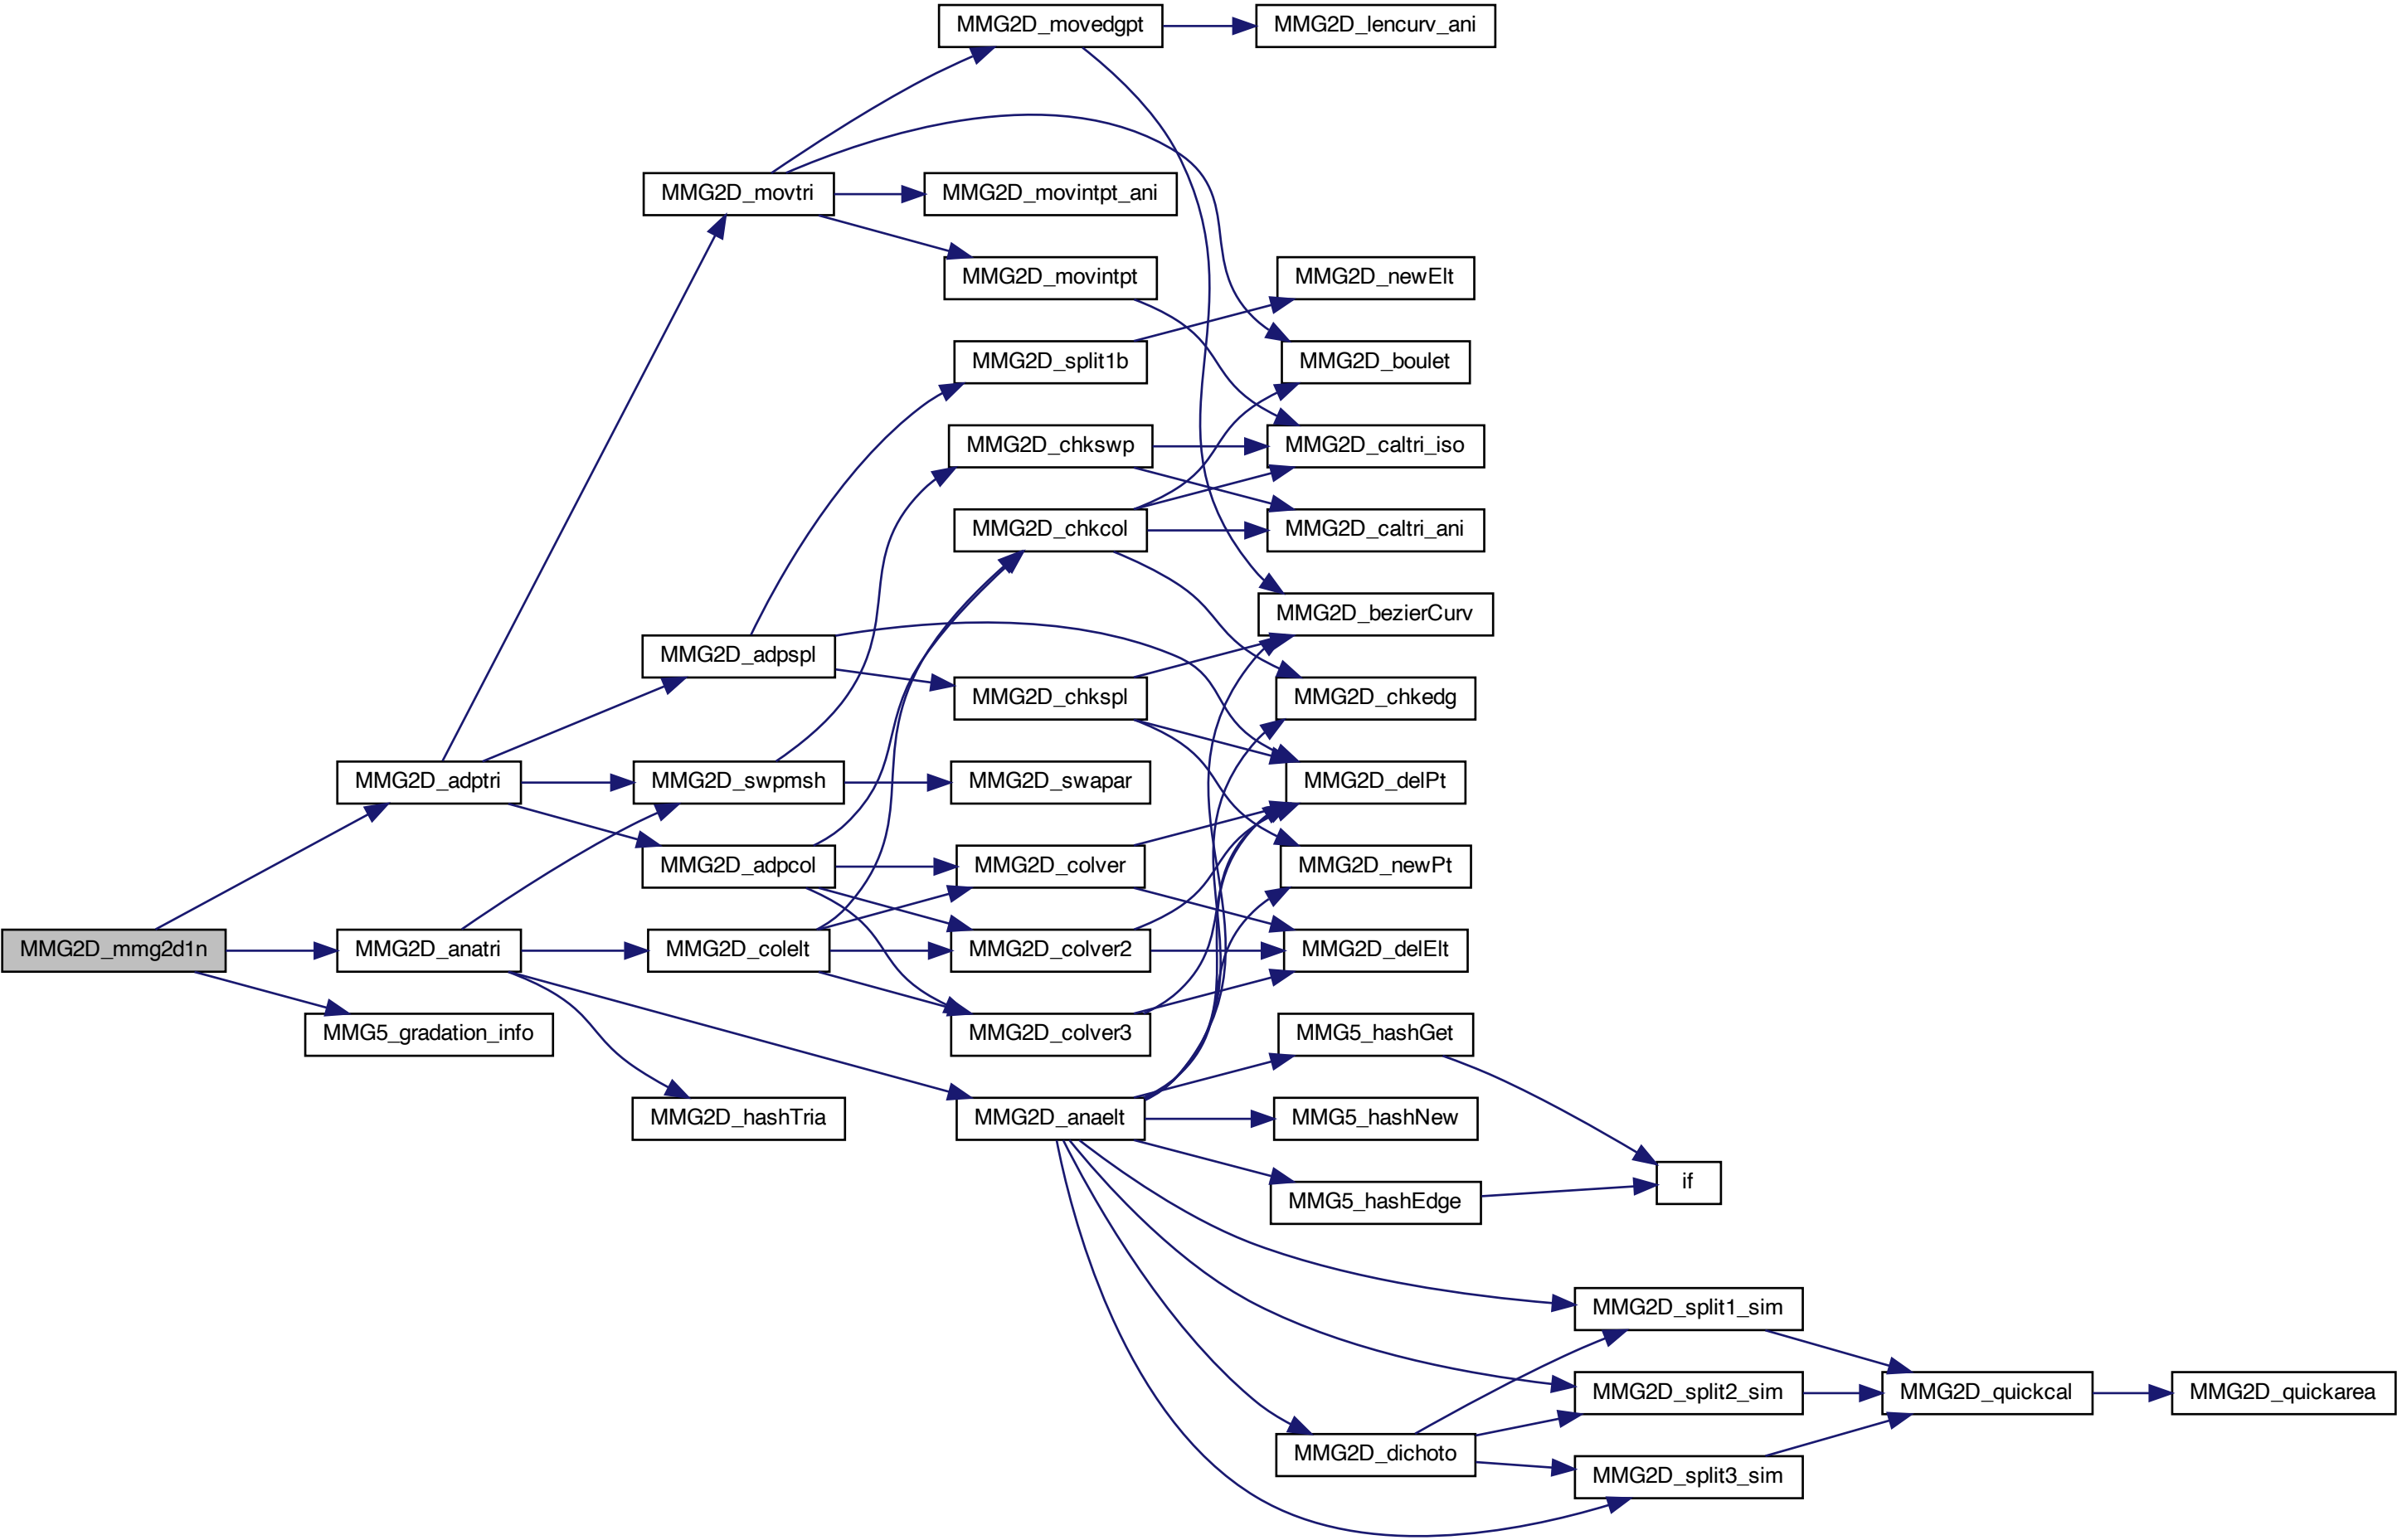 MMG2D_movedgpt
MMG2D_lencurv_ani
MMG2D_movtri
MMG2D_movintpt_ani
MMG2D_movintpt
MMG2D_newElt
MMG2D_split1b
MMG2D_boulet
MMG2D_chkswp
MMG2D_caltri_iso
MMG2D_chkcol
MMG2D_caltri_ani
MMG2D_bezierCurv
MMG2D_adpspl
MMG2D_chkspl
MMG2D_chkedg
MMG2D_adptri
MMG2D_swpmsh
MMG2D_swapar
MMG2D_delPt
MMG2D_adpcol
MMG2D_colver
MMG2D_newPt
MMG2D_mmg2d1n
MMG2D_anatri
MMG2D_colelt
MMG2D_colver2
MMG2D_delElt
MMG5_gradation_info
MMG2D_colver3
MMG5_hashGet
MMG2D_hashTria
MMG2D_anaelt
MMG5_hashNew
if
MMG5_hashEdge
MMG2D_split1_sim
MMG2D_split2_sim
MMG2D_quickcal
MMG2D_quickarea
MMG2D_dichoto
MMG2D_split3_sim